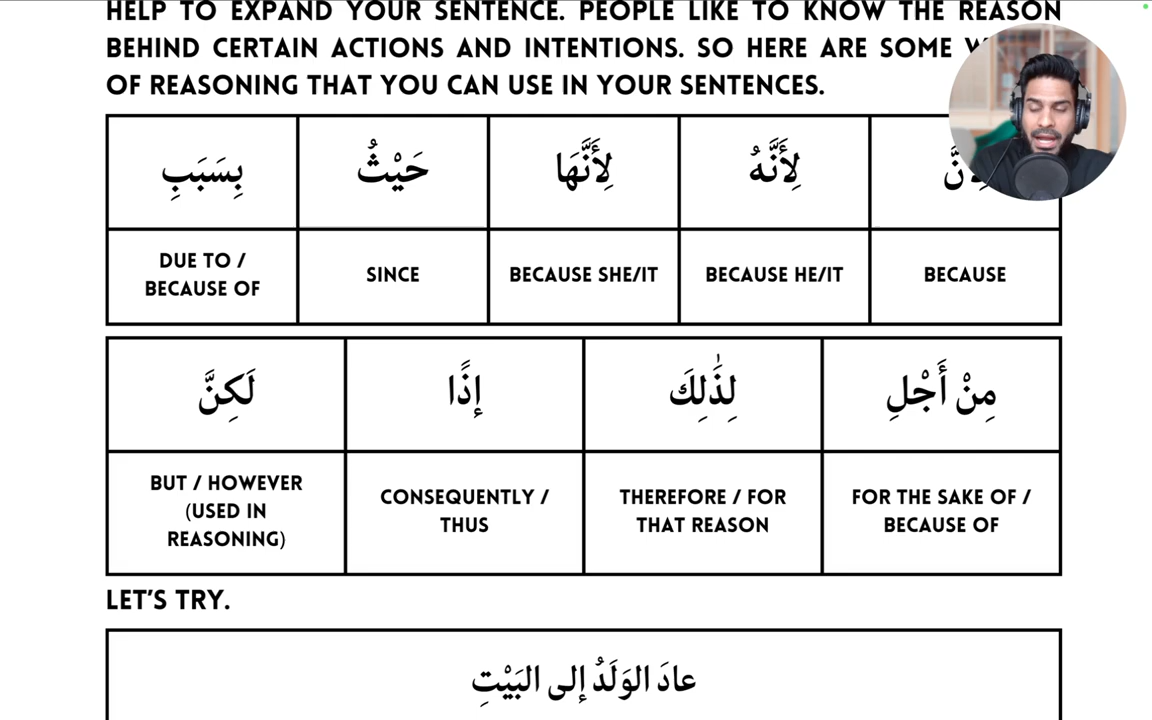 HELP TO EXPAND YOUR SENTENCE. PEOPLE LIKE TO KNOW THE REASON
BEHIND CERTAIN ACTIONS AND INTENTIONS. SO HERE ARE SOME
OF REASONING THAT YOU CAN USE IN YOUR SENTENCES.
لِأَنَّهُ
لِأَنَّهَا
حَيْثُ
بِسَبَبِ
BECAUSE
BECAUSE HE/IT
BECAUSE SHE/IT
SINCE
DUE TO /
BECAUSE OF
مِنْ أَجْلِ
لِذَٰلِكَ
إِذًا
لَكِنَّ
FOR THE SAKE OF /
BECAUSE OF
THEREFORE / FOR
THAT REASON
CONSEQUENTLY /
THUS
BUT / HOWEVER
(USED IN
REASONING)
LET'S TRY.
عادَ الوَلَدُ إلى البَيْتِ